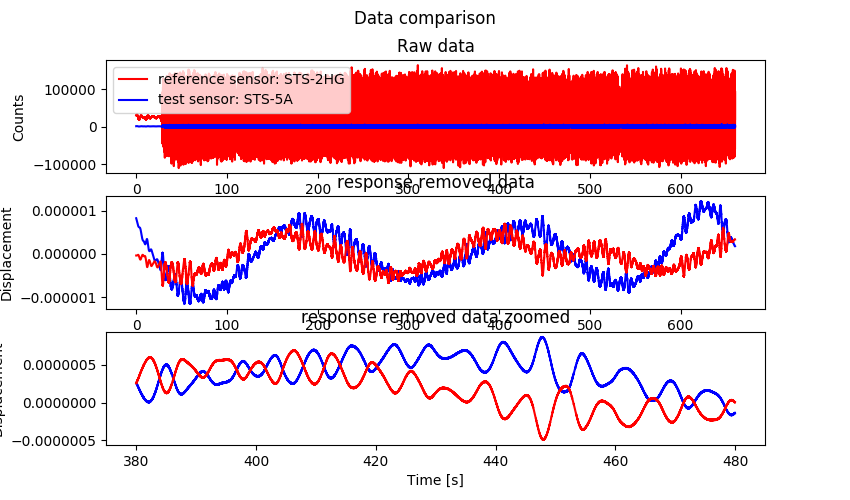 Data comparison
Raw data
reference sensor: STS-2HG
test sensor: STS-5A
Counts
100000
0
−100000
0 100 200 300 400 500 600
response removed data
Displacement
0.000001
0.000000
−0.000001
0 100 200 300 400 500 600
response removed data zoomed
Displacement
0.0000005
0.0000000
−0.0000005
380 400 420 440 460 480
Time [s]